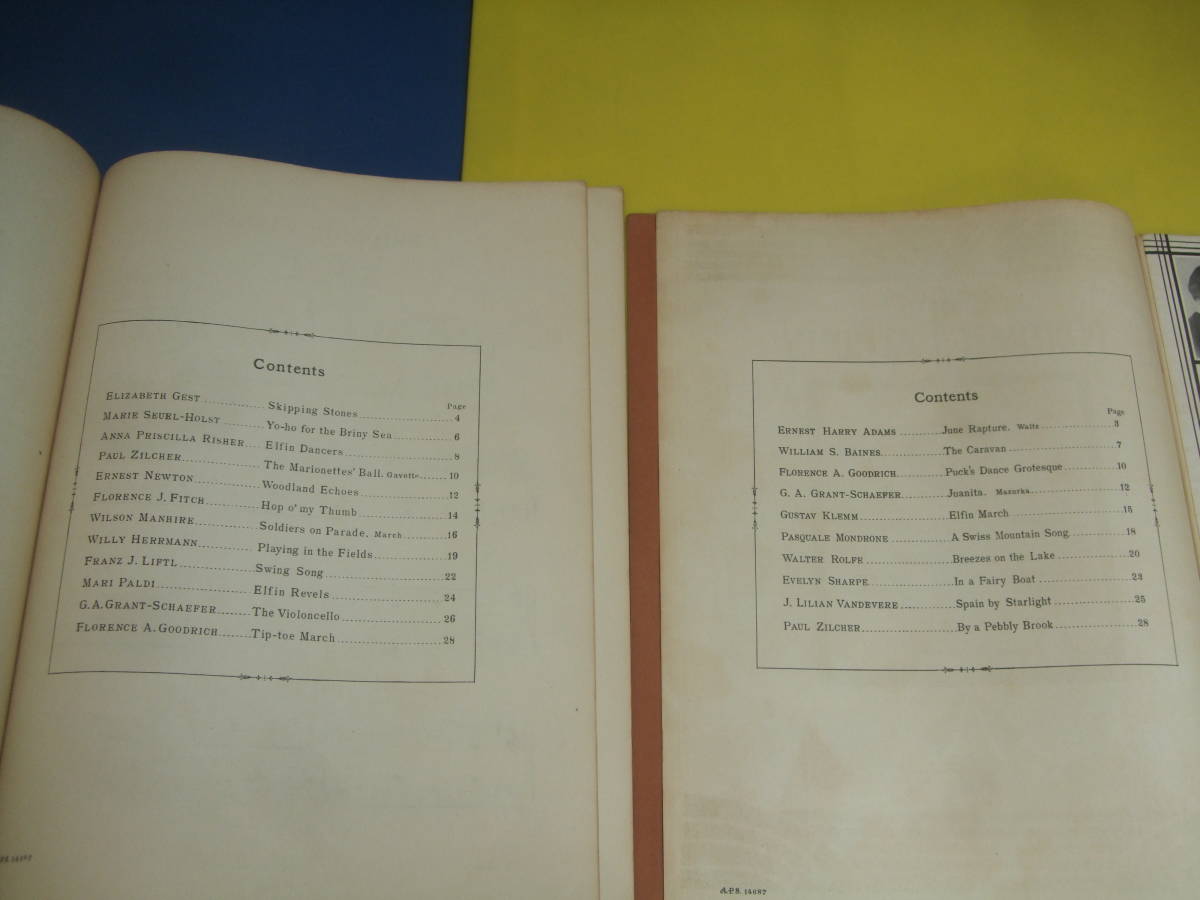 Contents
Page
ELIZABETH GEST Skipping Stones 4
MARIE SEUEL-HOLST Yo-ho for the Briny Sea 6
ANNA PRISCILLA RISHER Elfin Dancers 8
PAUL ZILCHER The Marionettes' Ball. Gavotte 10
ERNEST NEWTON Woodland Echoes 12
FLORENCE J. FITCH Hop o' my Thumb 14
WILSON MANHIRE Soldiers on Parade. March 16
WILLY HERRMANN Playing in the Fields 19
FRANZ J. LIFTL Swing Song 22
MARI PALDI Elfin Revels 24
G. A. GRANT-SCHAEFER The Violoncello 26
FLORENCE A. GOODRICH Tip-toe March 28
Contents
Page
ERNEST HARRY ADAMS June Rapture. Waltz 3
WILLIAM S. BAINES The Caravan 7
FLORENCE A. GOODRICH Puck's Dance Grotesque 10
G. A. GRANT-SCHAEFER Juanita. Mazurka 12
GUSTAV KLEMM Elfin March 15
PASQUALE MONDRONE A Swiss Mountain Song 18
WALTER ROLFE Breezes on the Lake 20
EVELYN SHARPE In a Fairy Boat 23
J. LILIAN VANDEVERE Spain by Starlight 25
PAUL ZILCHER By a Pebbly Brook 28
A.P.S. 14687